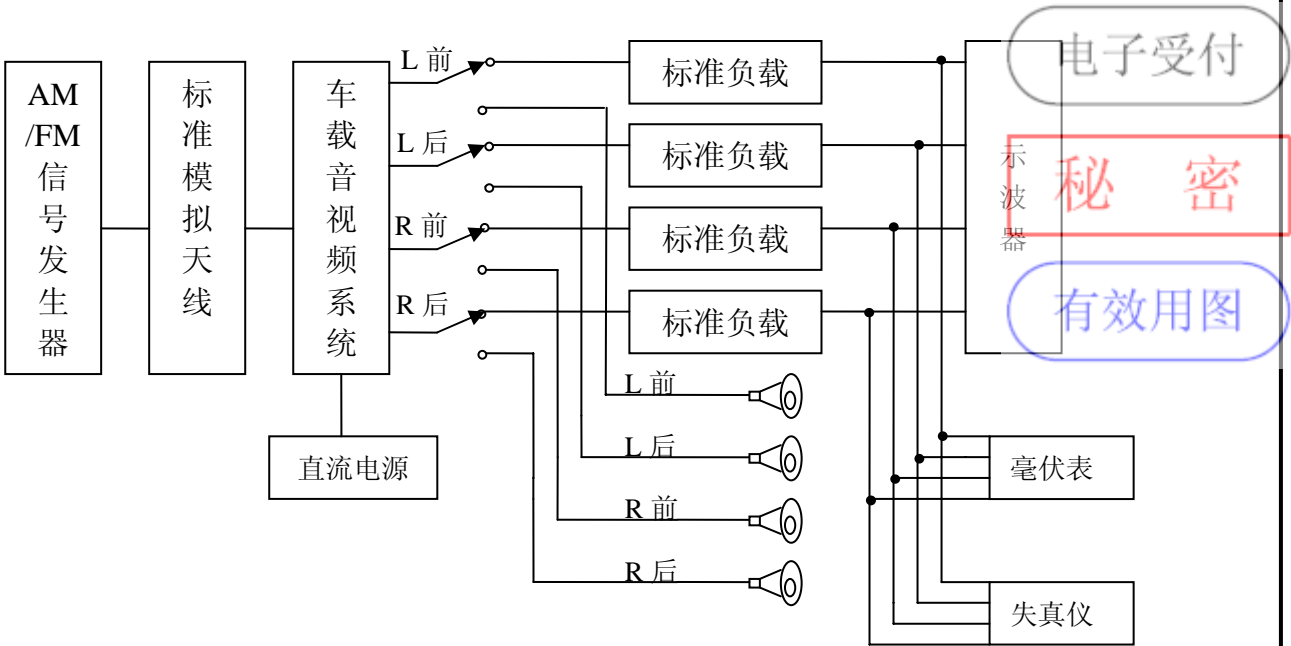 AM
/FM
信
号
发
生
器
标
准
模
拟
天
线
车
载
音
视
频
系
统
直流电源
L 前
L 后
R 前
R 后
标准负载
标准负载
标准负载
标准负载
示
波
器
L 前
L 后
R 前
R 后
毫伏表
失真仪
电子受付
秘 密
有效用图